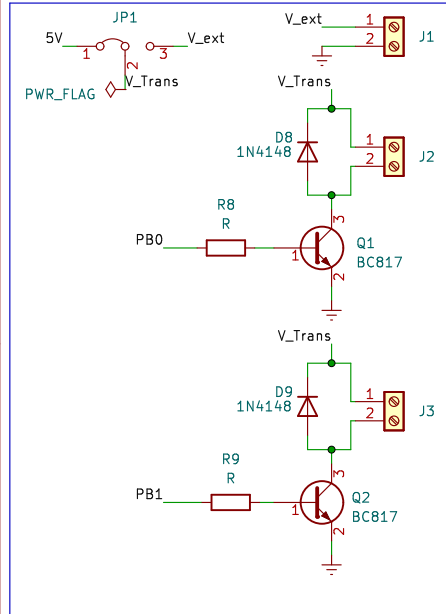 JP1
5V
V_ext
1
3
2
V_Trans
PWR_FLAG
V_ext
1
2
J1
V_Trans
D8
1N4148
1
2
J2
R8
R
PB0
3
1
2
Q1
BC817
V_Trans
D9
1N4148
1
2
J3
R9
R
PB1
3
1
2
Q2
BC817